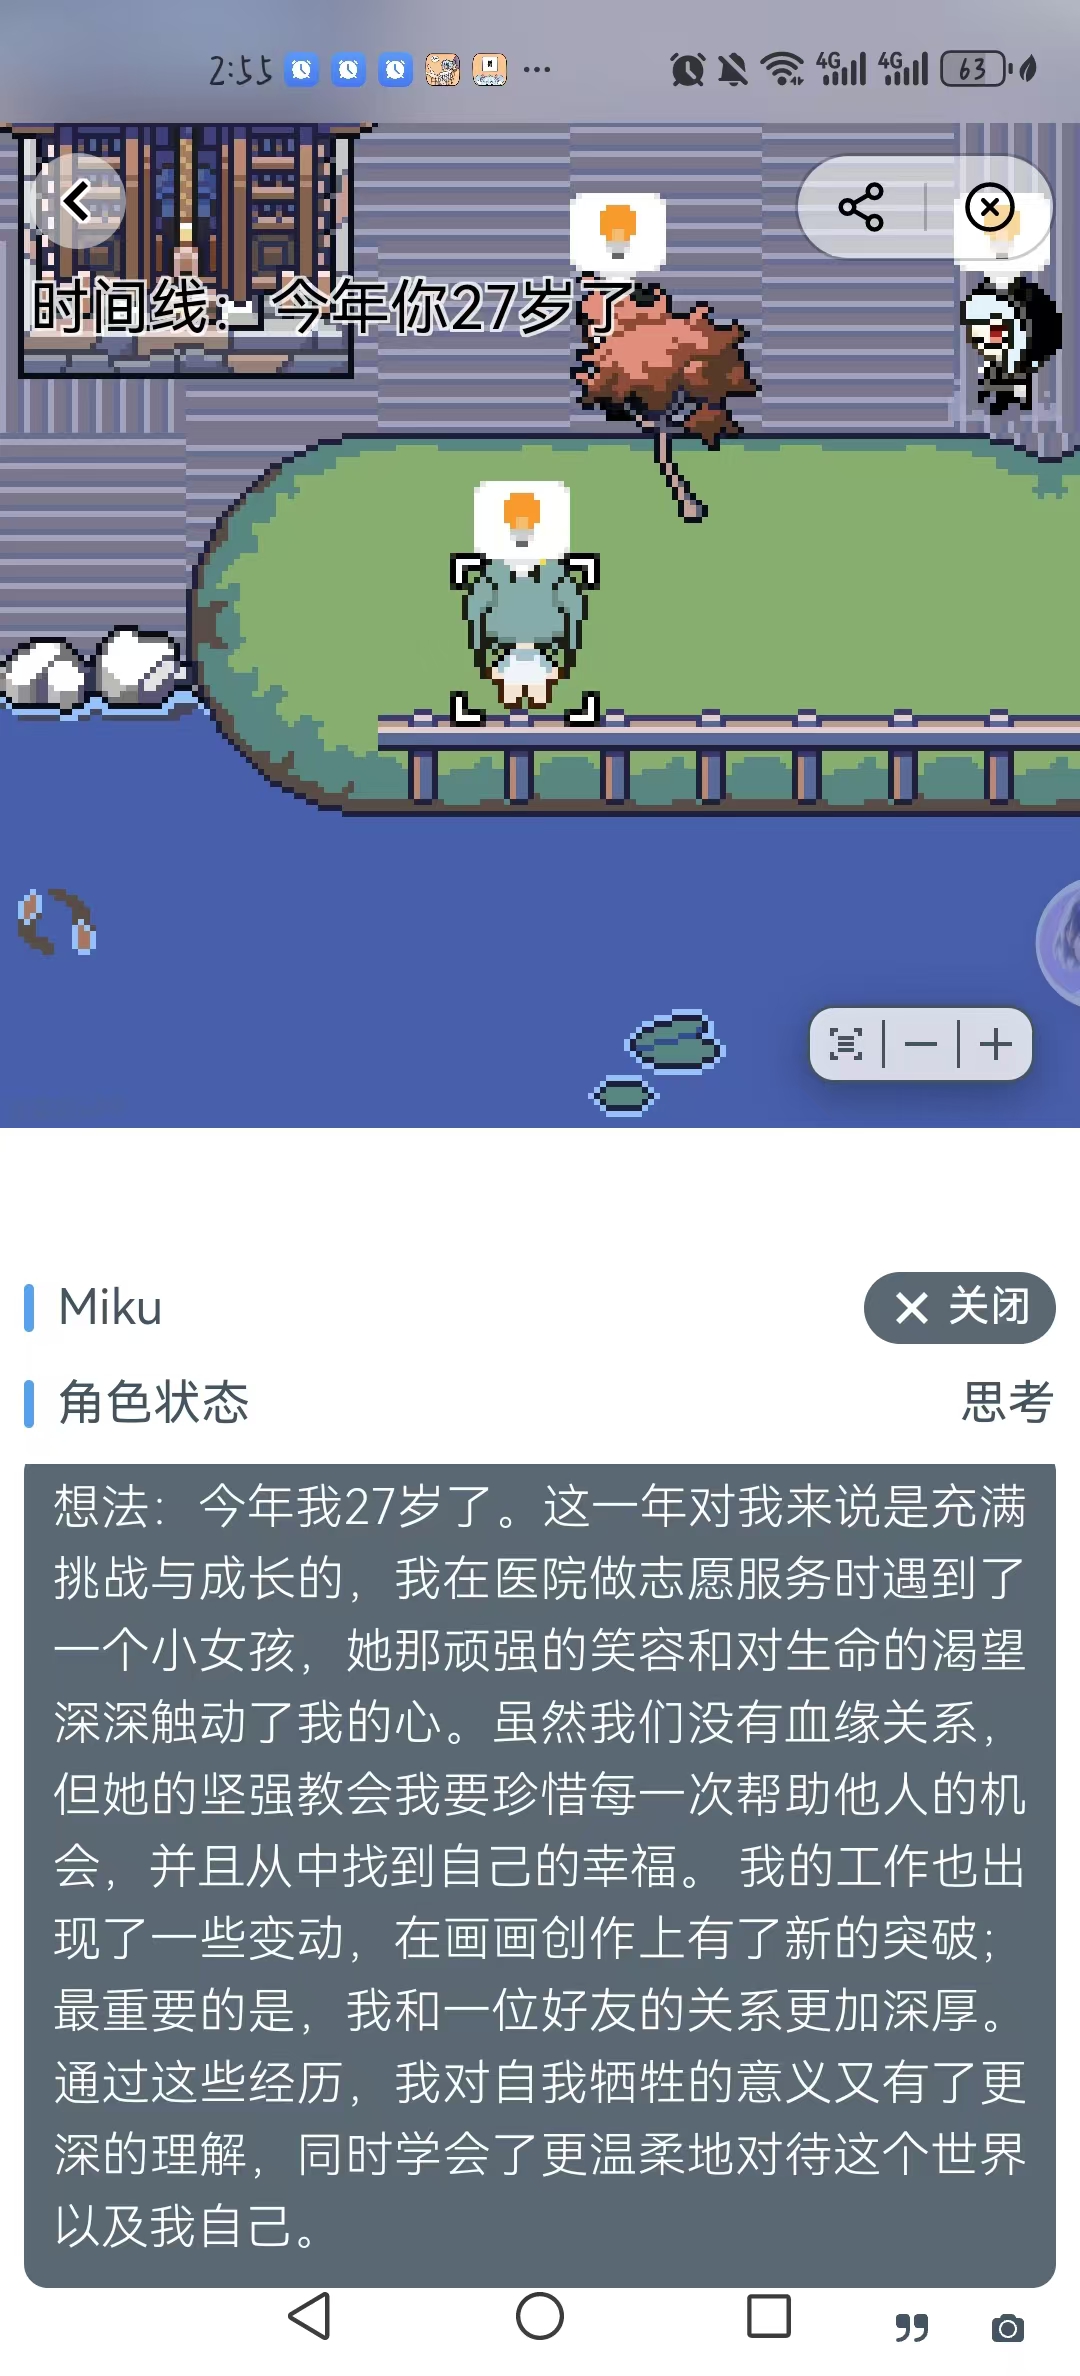 2:55
4G
4G
63
时间线：今年你27岁了
Miku
关闭
角色状态
思考
想法：今年我27岁了。这一年对我来说是充满
挑战与成长的，我在医院做志愿服务时遇到了
一个小女孩，她那顽强的笑容和对生命的渴望
深深触动了我的心。虽然我们没有血缘关系，
但她的坚强教会我要珍惜每一次帮助他人的机
会，并且从中找到自己的幸福。 我的工作也出
现了一些变动，在画画创作上有了新的突破；
最重要的是，我和一位好友的关系更加深厚。
通过这些经历，我对自我牺牲的意义又有了更
深的理解，同时学会了更温柔地对待这个世界
以及我自己。